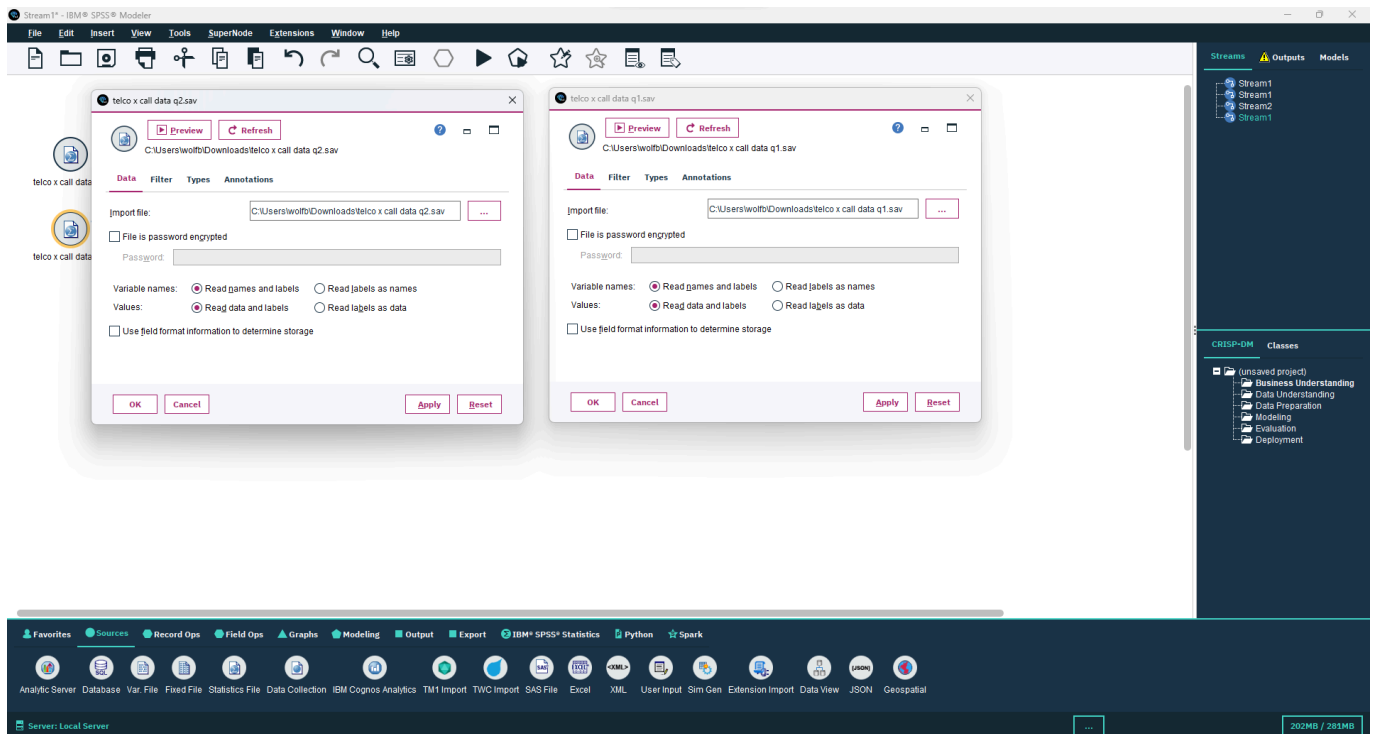 Stream1* - IBM® SPSS® Modeler
File Edit Insert View Tools SuperNode Extensions Window Help
Streams Outputs Models
Stream1
Stream1
Stream2
Stream1
telco x call data
telco x call data
telco x call data q2.sav
Preview Refresh
C:\Users\wolfb\Downloads\telco x call data q2.sav
Data Filter Types Annotations
Import file: C:\Users\wolfb\Downloads\telco x call data q2.sav ...
File is password encrypted
Password:
Variable names: Read names and labels Read labels as names
Values: Read data and labels Read labels as data
Use field format information to determine storage
OK Cancel Apply Reset
telco x call data q1.sav
Preview Refresh
C:\Users\wolfb\Downloads\telco x call data q1.sav
Data Filter Types Annotations
Import file: C:\Users\wolfb\Downloads\telco x call data q1.sav ...
File is password encrypted
Password:
Variable names: Read names and labels Read labels as names
Values: Read data and labels Read labels as data
Use field format information to determine storage
OK Cancel Apply Reset
CRISP-DM Classes
(unsaved project)
Business Understanding
Data Understanding
Data Preparation
Modeling
Evaluation
Deployment
Favorites Sources Record Ops Field Ops Graphs Modeling Output Export IBM® SPSS® Statistics Python Spark
SQL SAS EXCEL <XML> {JSON}
Analytic Server Database Var. File Fixed File Statistics File Data Collection IBM Cognos Analytics TM1 Import TWC Import SAS File Excel XML User Input Sim Gen Extension Import Data View JSON Geospatial
Server: Local Server ... 202MB / 281MB